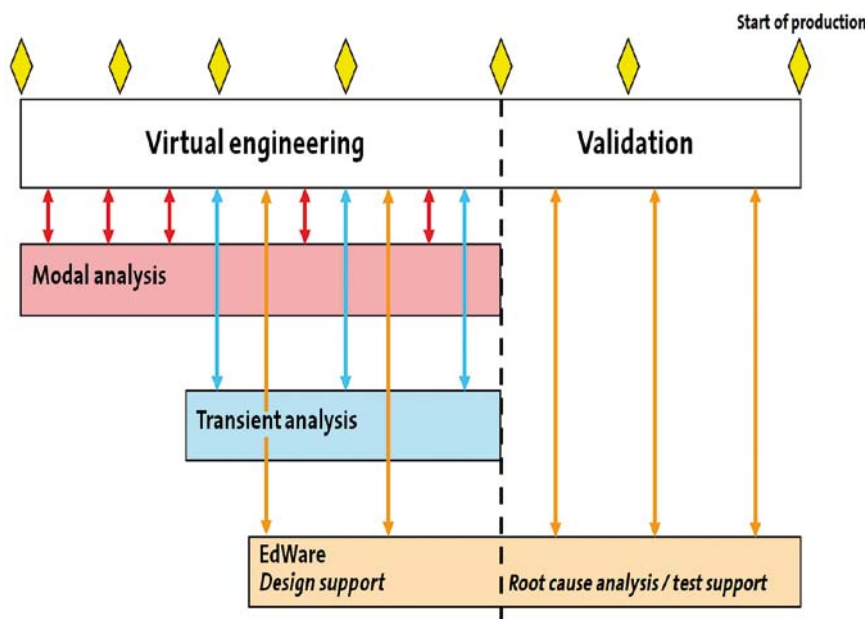 Start of production
Virtual engineering
Validation
Modal analysis
Transient analysis
EdWare
Design support
Root cause analysis / test support